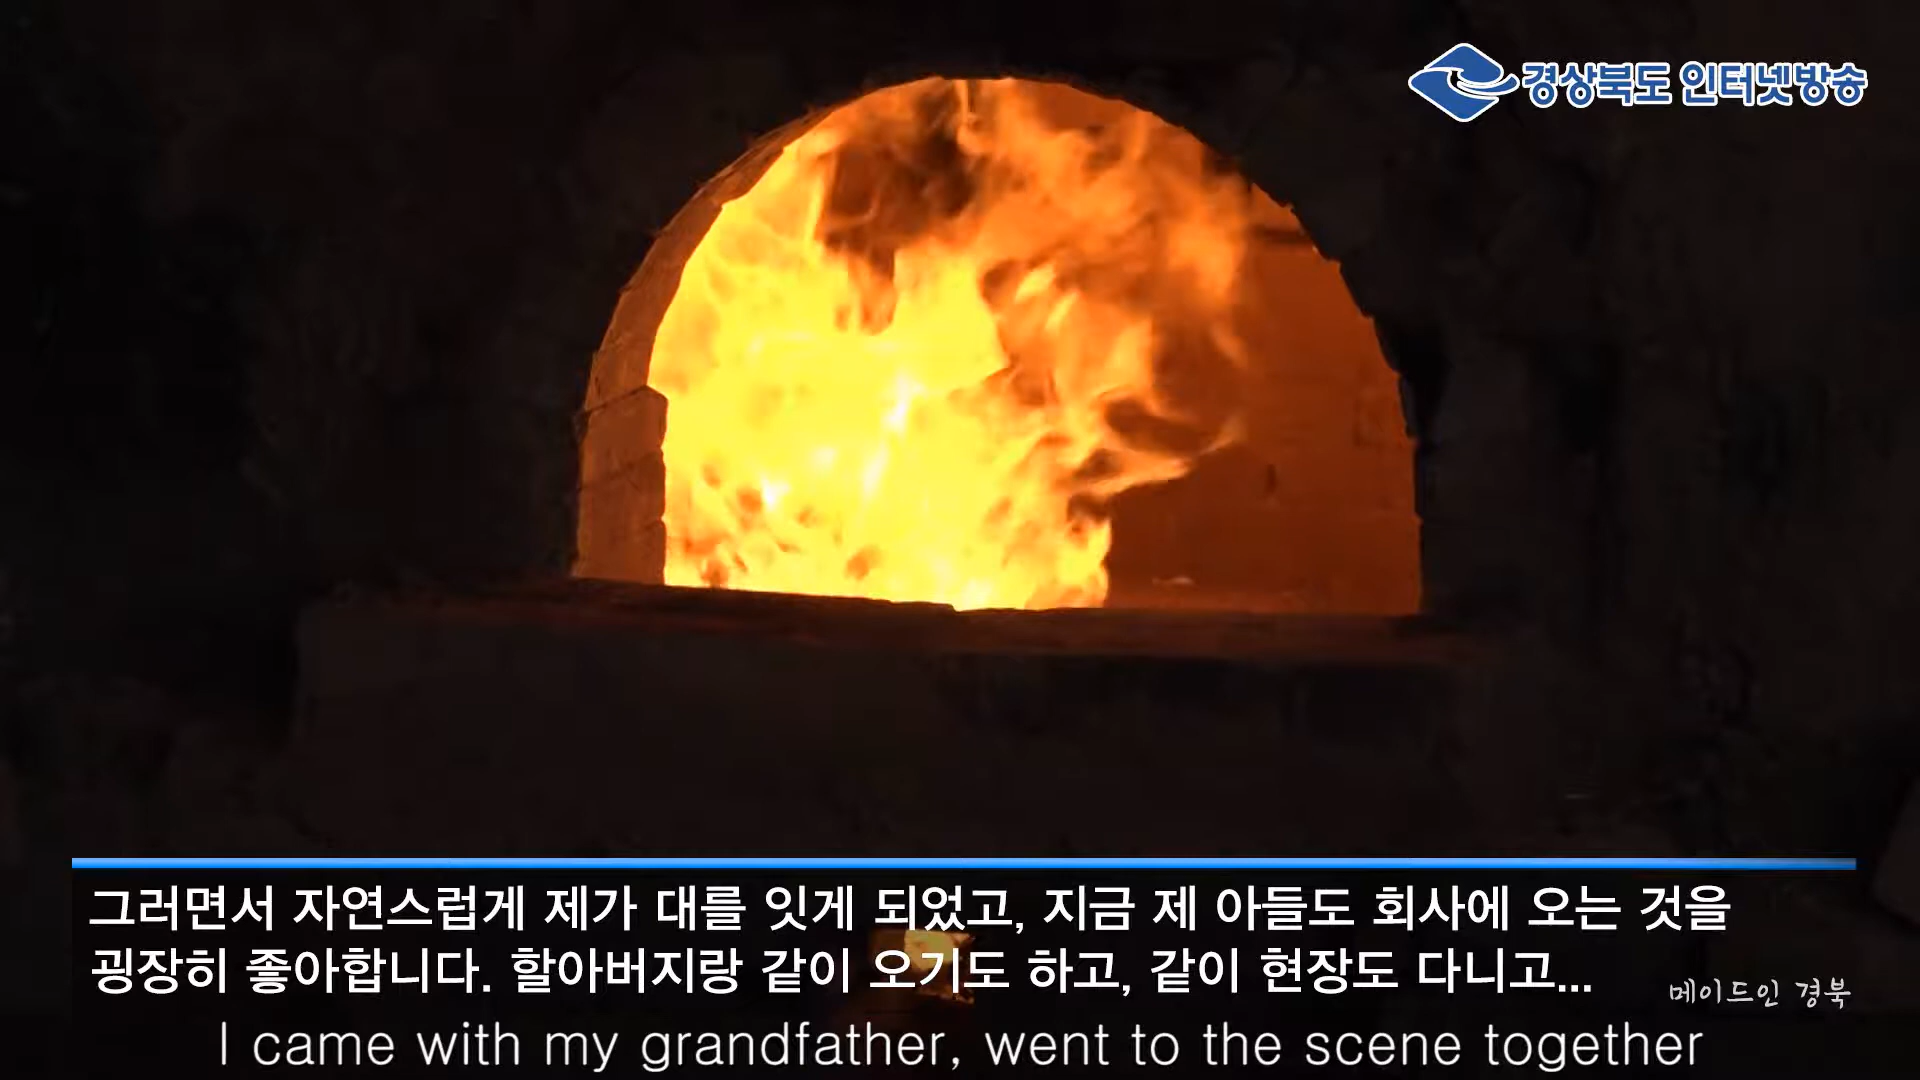 경상북도 인터넷방송
그러면서 자연스럽게 제가 대를 잇게 되었고, 지금 제 아들도 회사에 오는 것을
굉장히 좋아합니다. 할아버지랑 같이 오기도 하고, 같이 현장도 다니고...
메이드인 경북
I came with my grandfather, went to the scene together